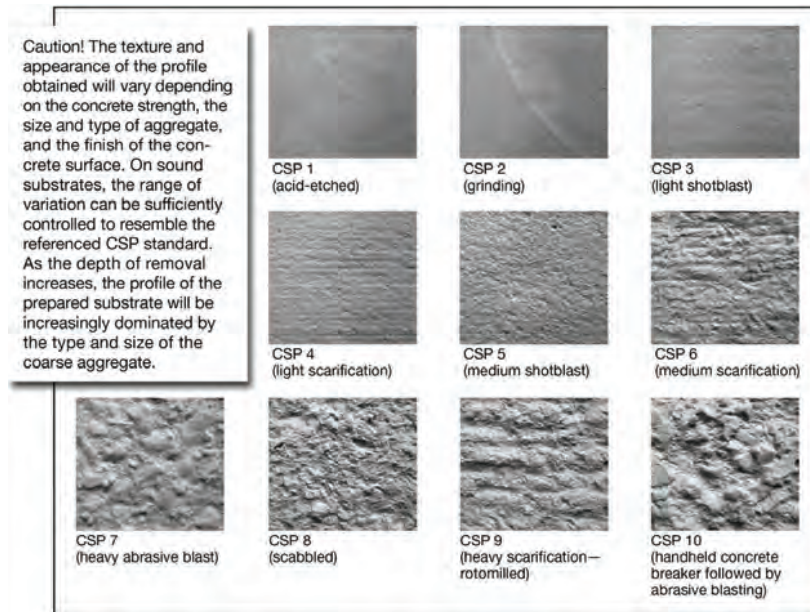 Caution! The texture and
appearance of the profile
obtained will vary depending
on the concrete strength, the
size and type of aggregate,
and the finish of the con-
crete surface. On sound
substrates, the range of
variation can be sufficiently
controlled to resemble the
referenced CSP standard.
As the depth of removal
increases, the profile of the
prepared substrate will be
increasingly dominated by
the type and size of the
coarse aggregate.
CSP 1
(acid-etched)
CSP 2
(grinding)
CSP 3
(light shotblast)
CSP 4
(light scarification)
CSP 5
(medium shotblast)
CSP 6
(medium scarification)
CSP 7
(heavy abrasive blast)
CSP 8
(scabbled)
CSP 9
(heavy scarification—
rotomilled)
CSP 10
(handheld concrete
breaker followed by
abrasive blasting)